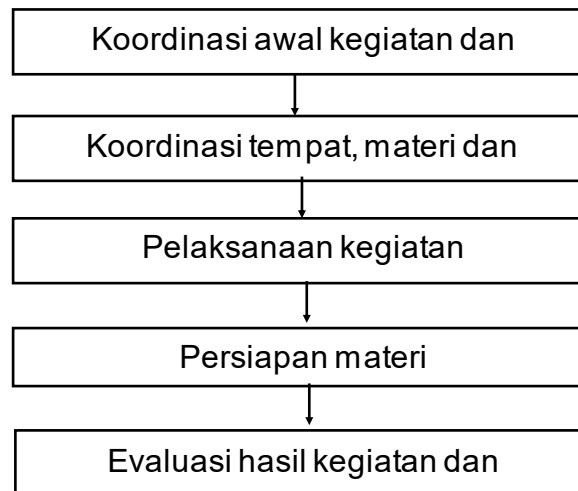 Koordinasi awal kegiatan dan
Koordinasi tempat, materi dan
Pelaksanaan kegiatan
Persiapan materi
Evaluasi hasil kegiatan dan